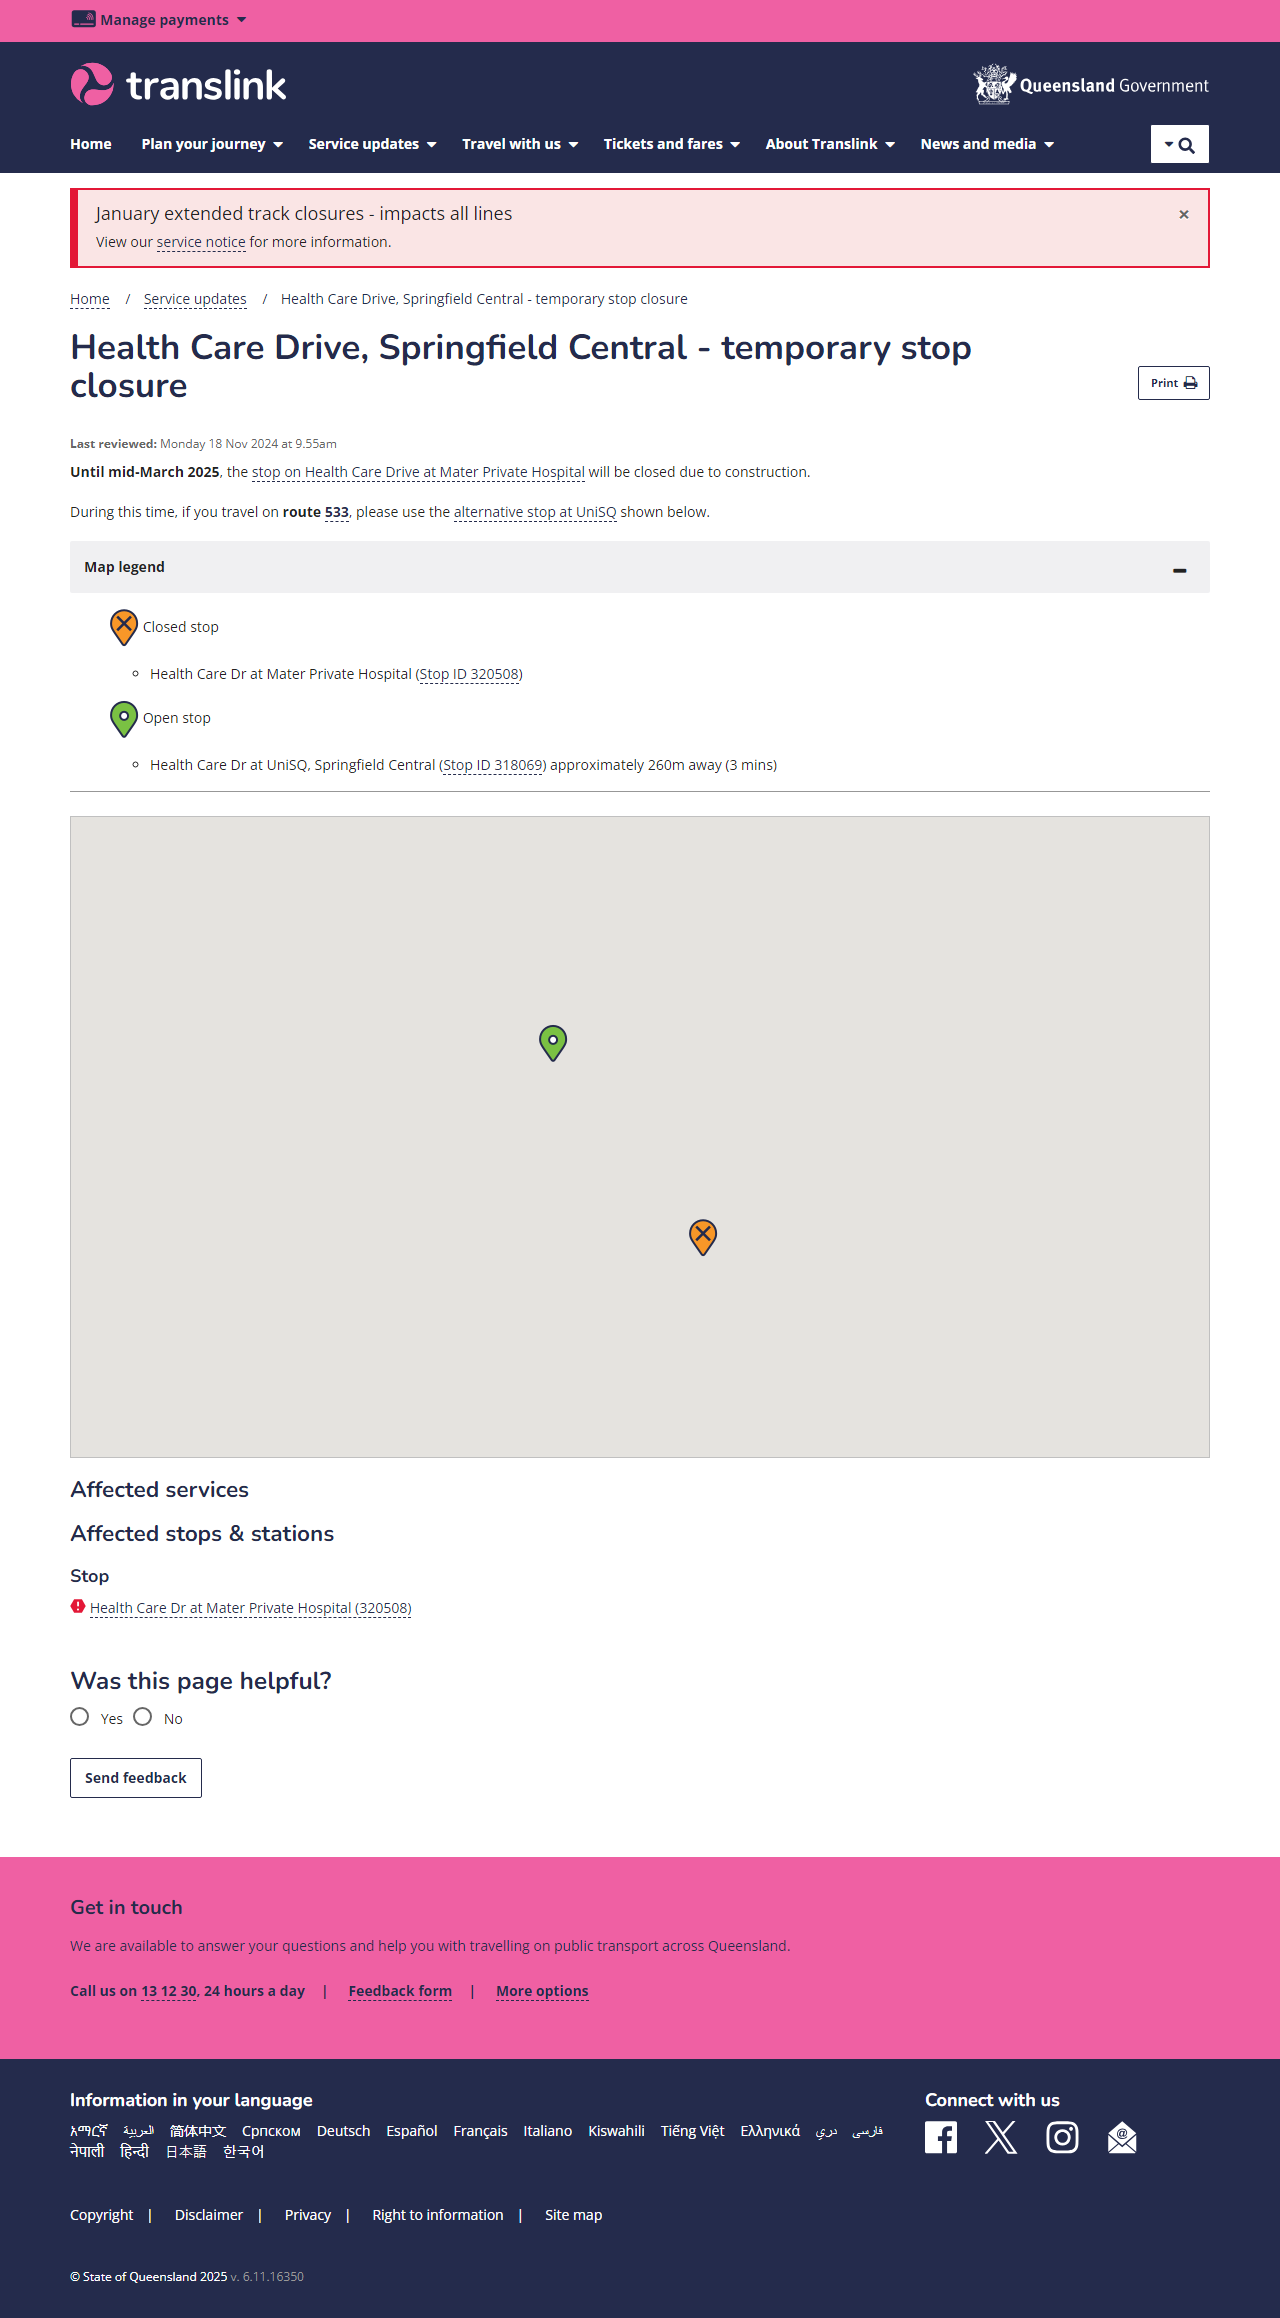 Manage payments
translink
Queensland Government
Home Plan your journey Service updates Travel with us Tickets and fares About Translink News and media
January extended track closures - impacts all lines ×
View our service notice for more information.
Home / Service updates / Health Care Drive, Springfield Central - temporary stop closure
Health Care Drive, Springfield Central - temporary stop
closure
Print
Last reviewed: Monday 18 Nov 2024 at 9.55am
Until mid-March 2025, the stop on Health Care Drive at Mater Private Hospital will be closed due to construction.
During this time, if you travel on route 533, please use the alternative stop at UniSQ shown below.
Map legend
Closed stop
Health Care Dr at Mater Private Hospital (Stop ID 320508)
Open stop
Health Care Dr at UniSQ, Springfield Central (Stop ID 318069) approximately 260m away (3 mins)
Affected services
Affected stops & stations
Stop
Health Care Dr at Mater Private Hospital (320508)
Was this page helpful?
Yes No
Send feedback
Get in touch
We are available to answer your questions and help you with travelling on public transport across Queensland.
Call us on 13 12 30, 24 hours a day | Feedback form | More options
Information in your language
አማርኛ العربية 简体中文 Српском Deutsch Español Français Italiano Kiswahili Tiếng Việt Ελληνικά دري فارسی
नेपाली हिन्दी 日本語 한국어
Connect with us
Copyright | Disclaimer | Privacy | Right to information | Site map
© State of Queensland 2025 v. 6.11.16350